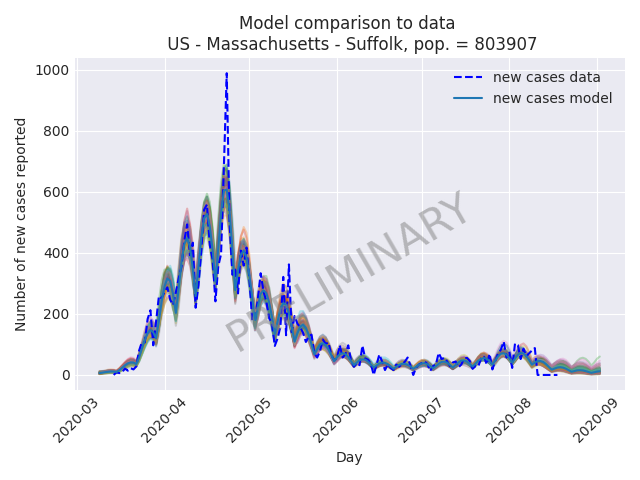 Model comparison to data
US - Massachusetts - Suffolk, pop. = 803907
Number of new cases reported
1000
800
600
400
200
0
new cases data
new cases model
PRELIMINARY
2020-03
2020-04
2020-05
2020-06
2020-07
2020-08
2020-09
Day